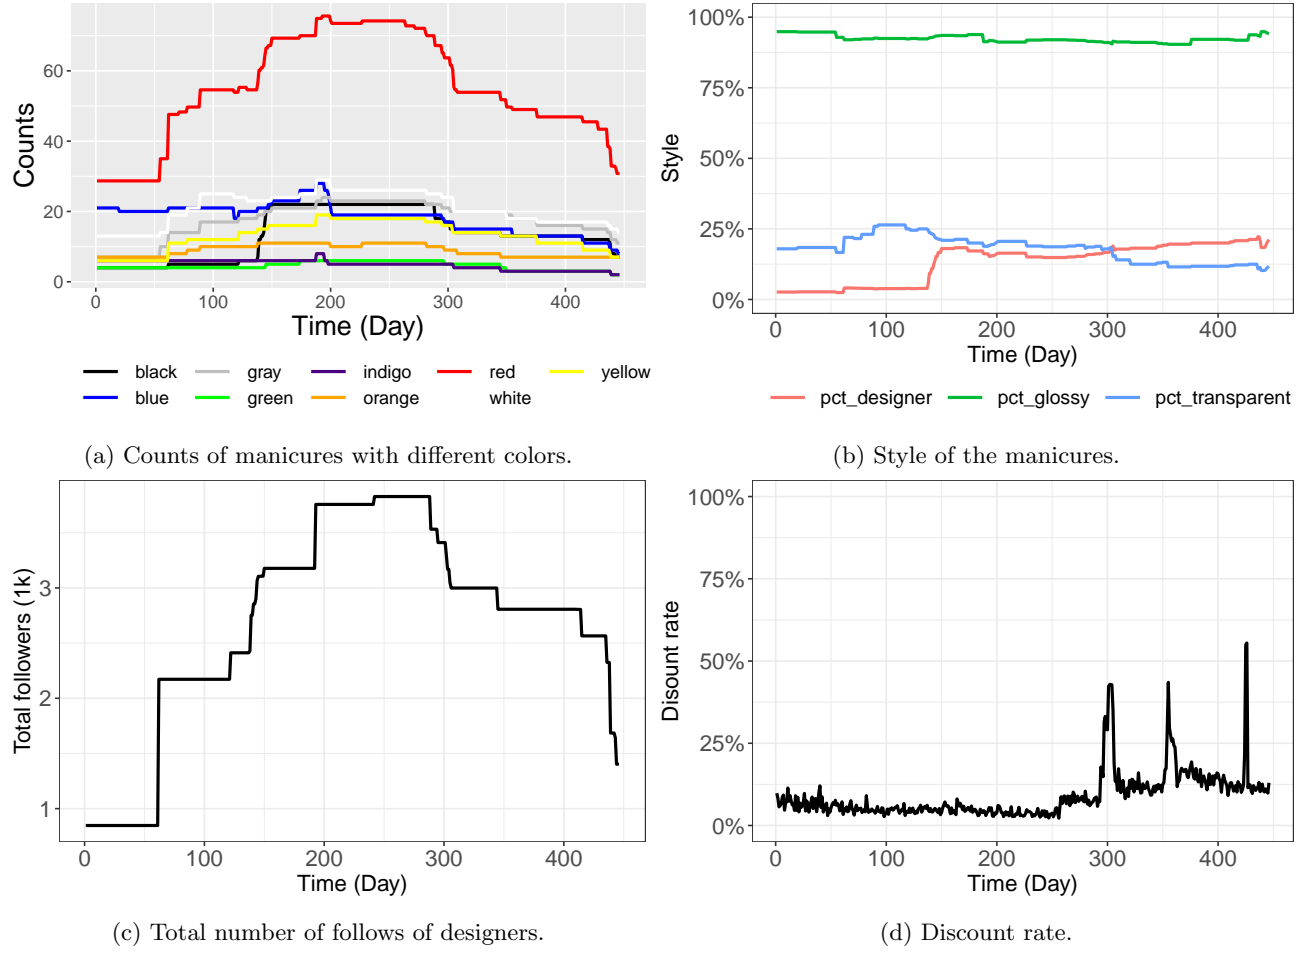 Counts
60
40
20
0
0 100 200 300 400
Time (Day)
black gray indigo red yellow
blue green orange white
(a) Counts of manicures with different colors.
Style
100%
75%
50%
25%
0%
0 100 200 300 400
Time (Day)
pct_designer pct_glossy pct_transparent
(b) Style of the manicures.
Total followers (1k)
3
2
1
0 100 200 300 400
Time (Day)
(c) Total number of follows of designers.
Disount rate
100%
75%
50%
25%
0%
0 100 200 300 400
Time (Day)
(d) Discount rate.